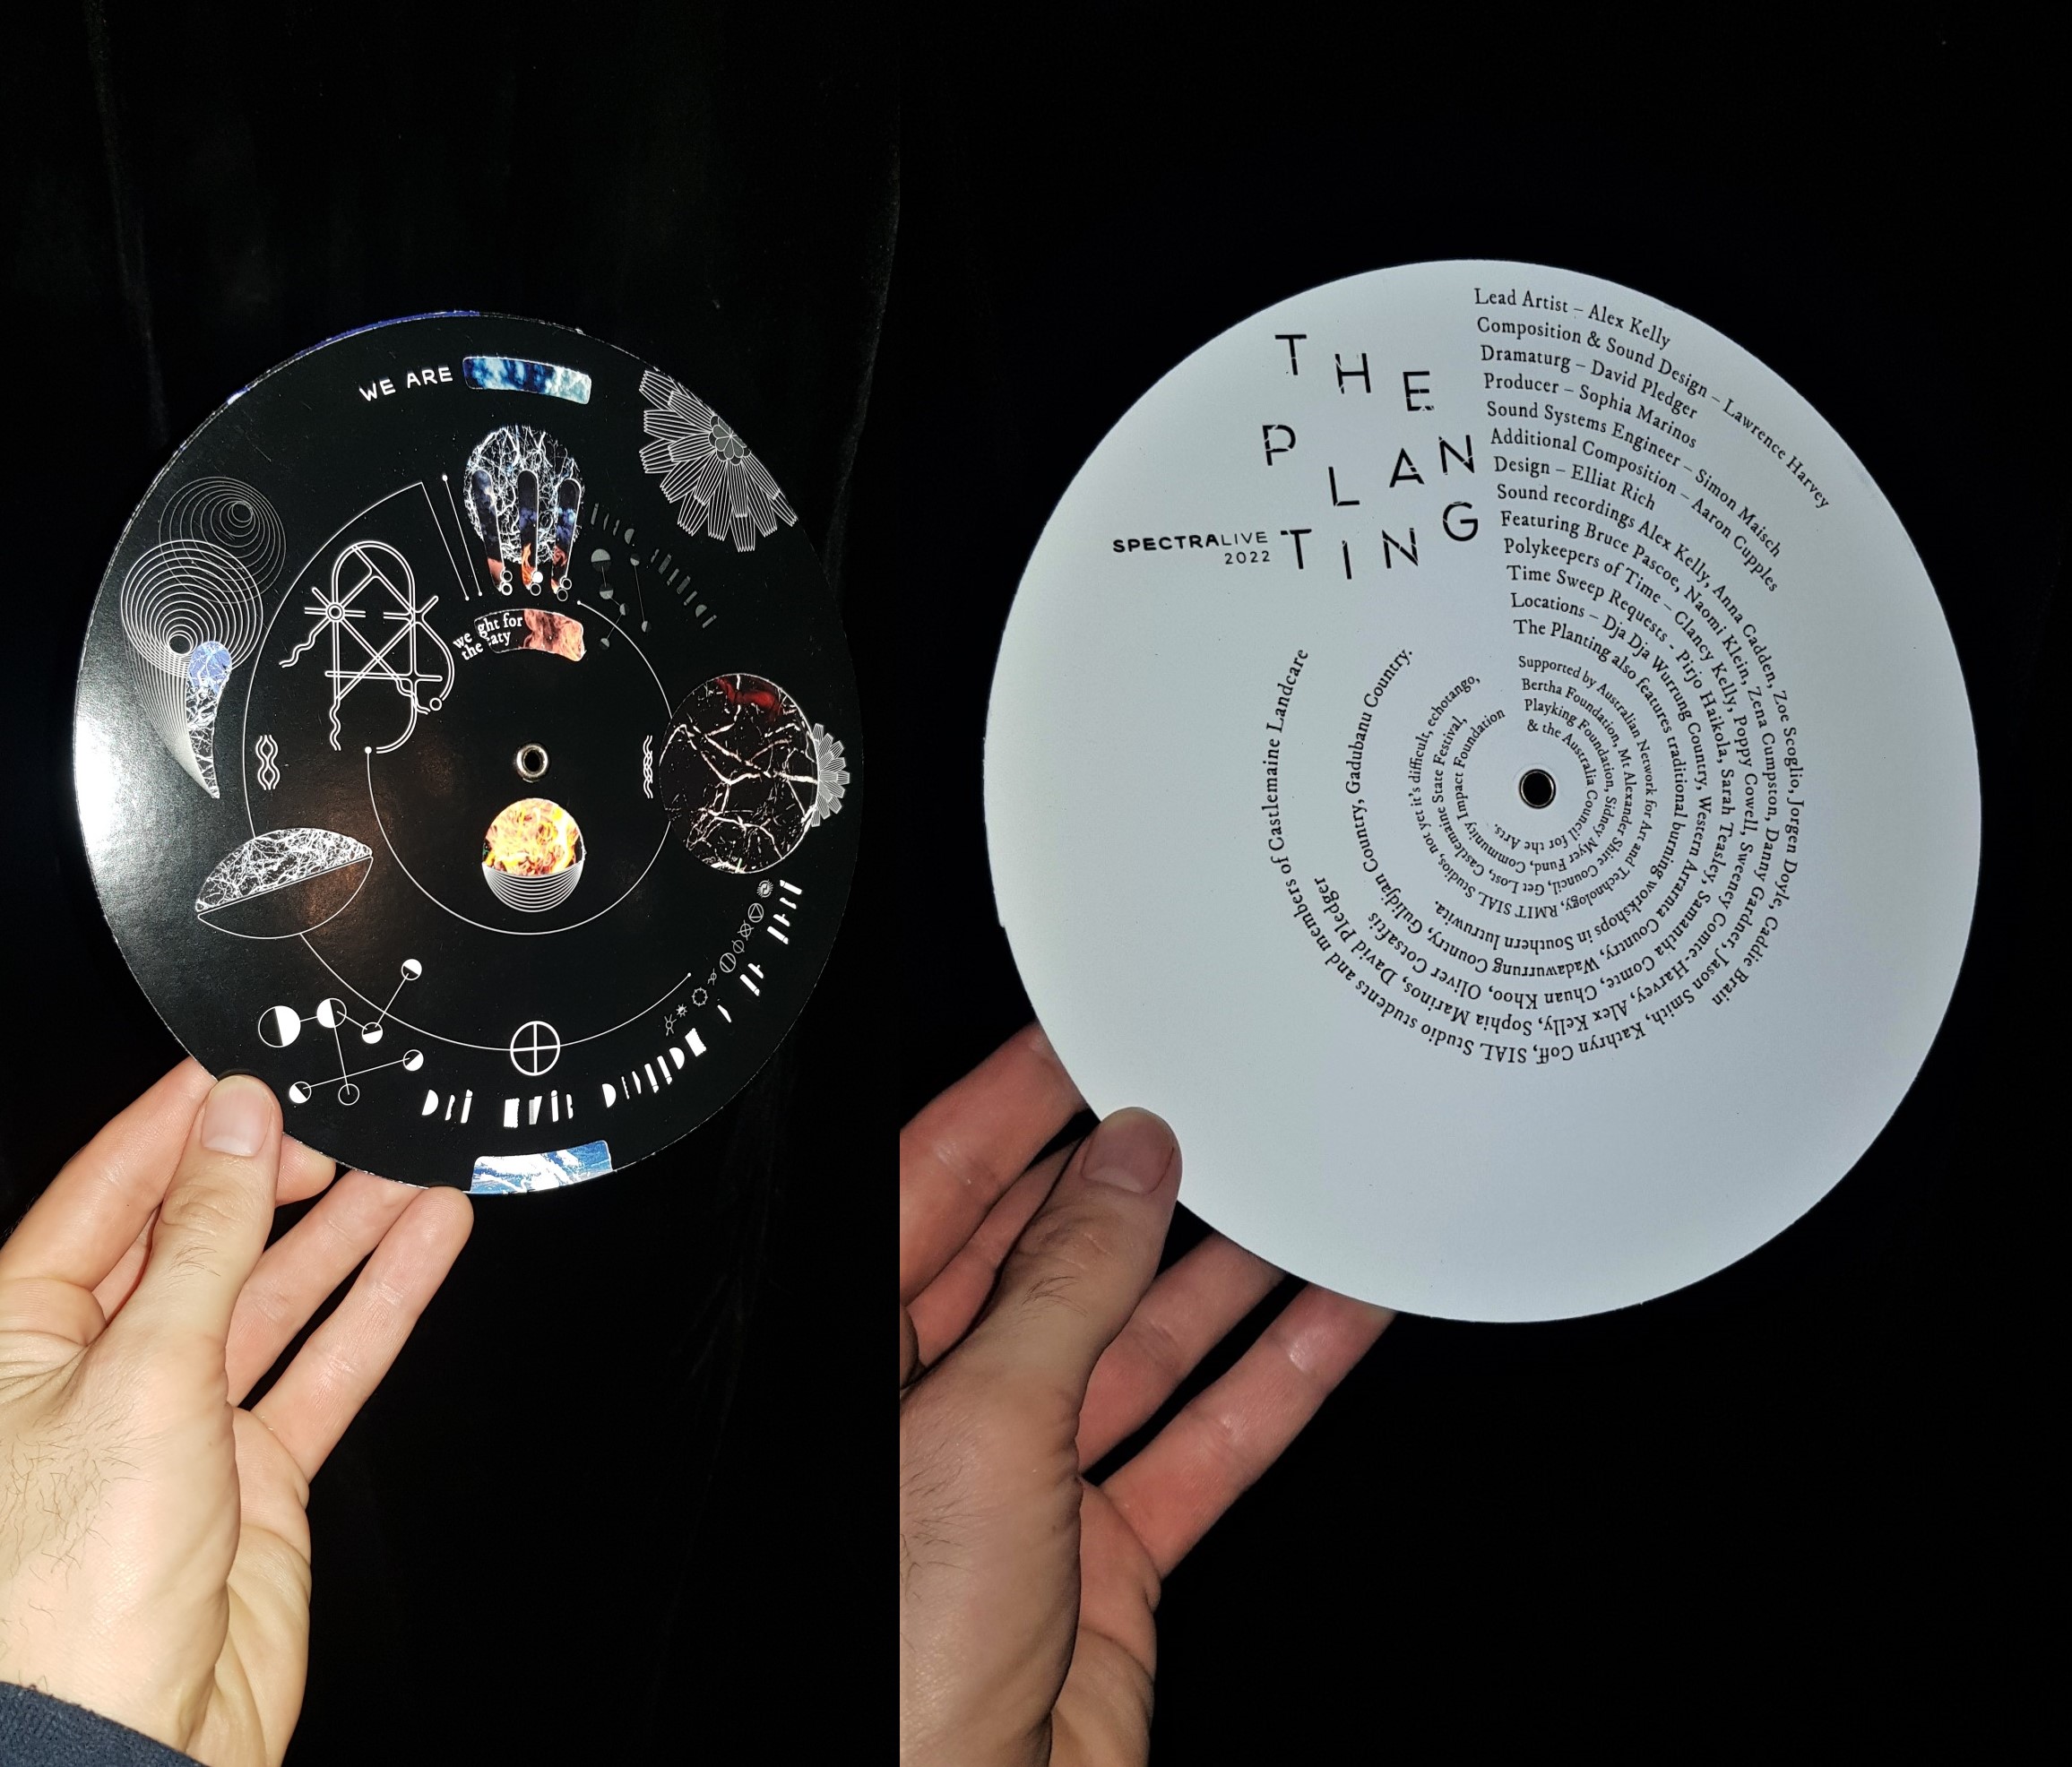 WE ARE
we ght for
the eaty
THE
PLAN
TING
SPECTRALIVE
2022
Lead Artist – Alex Kelly
Composition & Sound Design – Lawrence Harvey
Dramaturg – David Pledger
Producer – Sophia Marinos
Sound Systems Engineer – Simon Maisch
Additional Composition – Aaron Cupples
Design – Elliat Rich
Sound recordings Alex Kelly, Anna Cadden, Zoe Scoglio, Jorgen Doyle, Caddie Brain
Featuring Bruce Pascoe, Naomi Klein, Zena Cumpston, Danny Gardner, Jason Smith, Kathryn Coff, SIAL Studio students and members of Castlemaine Landcare
Polykeepers of Time – Clancy Kelly, Poppy Cowell, Sweeney Comte-Harvey, Alex Kelly, Sophia Marinos, David Pledger
Time Sweep Requests - Pirjo Haikola, Sarah Teasley, Samantha Comte, Chuan Khoo, Oliver Cotsaftis
Locations – Dja Dja Wurrung Country, Western Arrarnta Country, Wadawurrung Country, Gulidjan Country, Gadubanu Country.
The Planting also features traditional burning workshops in Southern lutruwita.
Supported by Australian Network for Art and Technology, RMIT SIAL Studios, not yet it's difficult, echotango,
Bertha Foundation, Mt Alexander Shire Council, Get Lost, Castlemaine State Festival,
Playking Foundation, Sidney Myer Fund, Community Impact Foundation
& the Australia Council for the Arts.